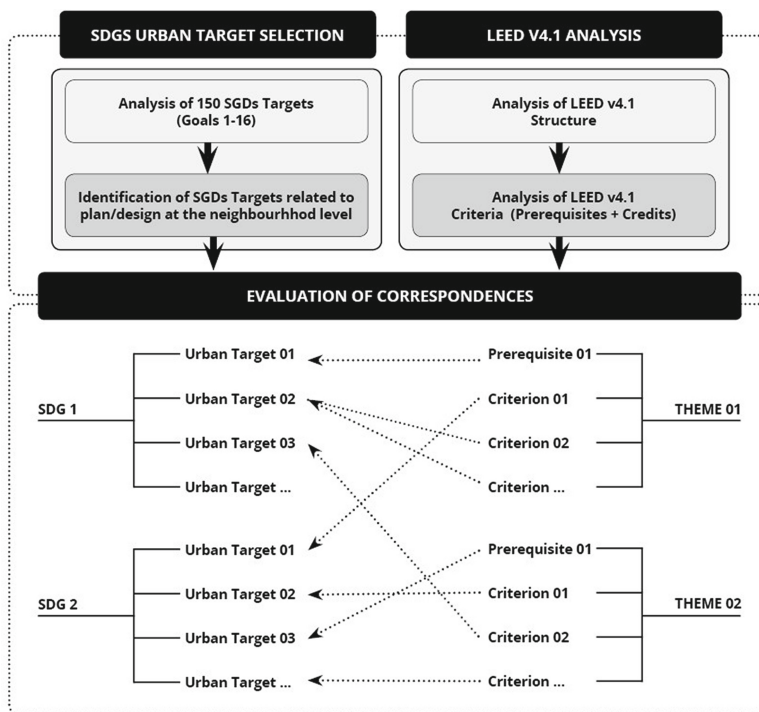 SDGS URBAN TARGET SELECTION
Analysis of 150 SGDs Targets
(Goals 1-16)
Identification of SGDs Targets related to
plan/design at the neighbourhhod level
LEED V4.1 ANALYSIS
Analysis of LEED v4.1
Structure
Analysis of LEED v4.1
Criteria (Prerequisites + Credits)
EVALUATION OF CORRESPONDENCES
SDG 1
Urban Target 01
Urban Target 02
Urban Target 03
Urban Target ...
Prerequisite 01
Criterion 01
Criterion 02
Criterion ...
THEME 01
SDG 2
Urban Target 01
Urban Target 02
Urban Target 03
Urban Target ...
Prerequisite 01
Criterion 01
Criterion 02
Criterion ...
THEME 02